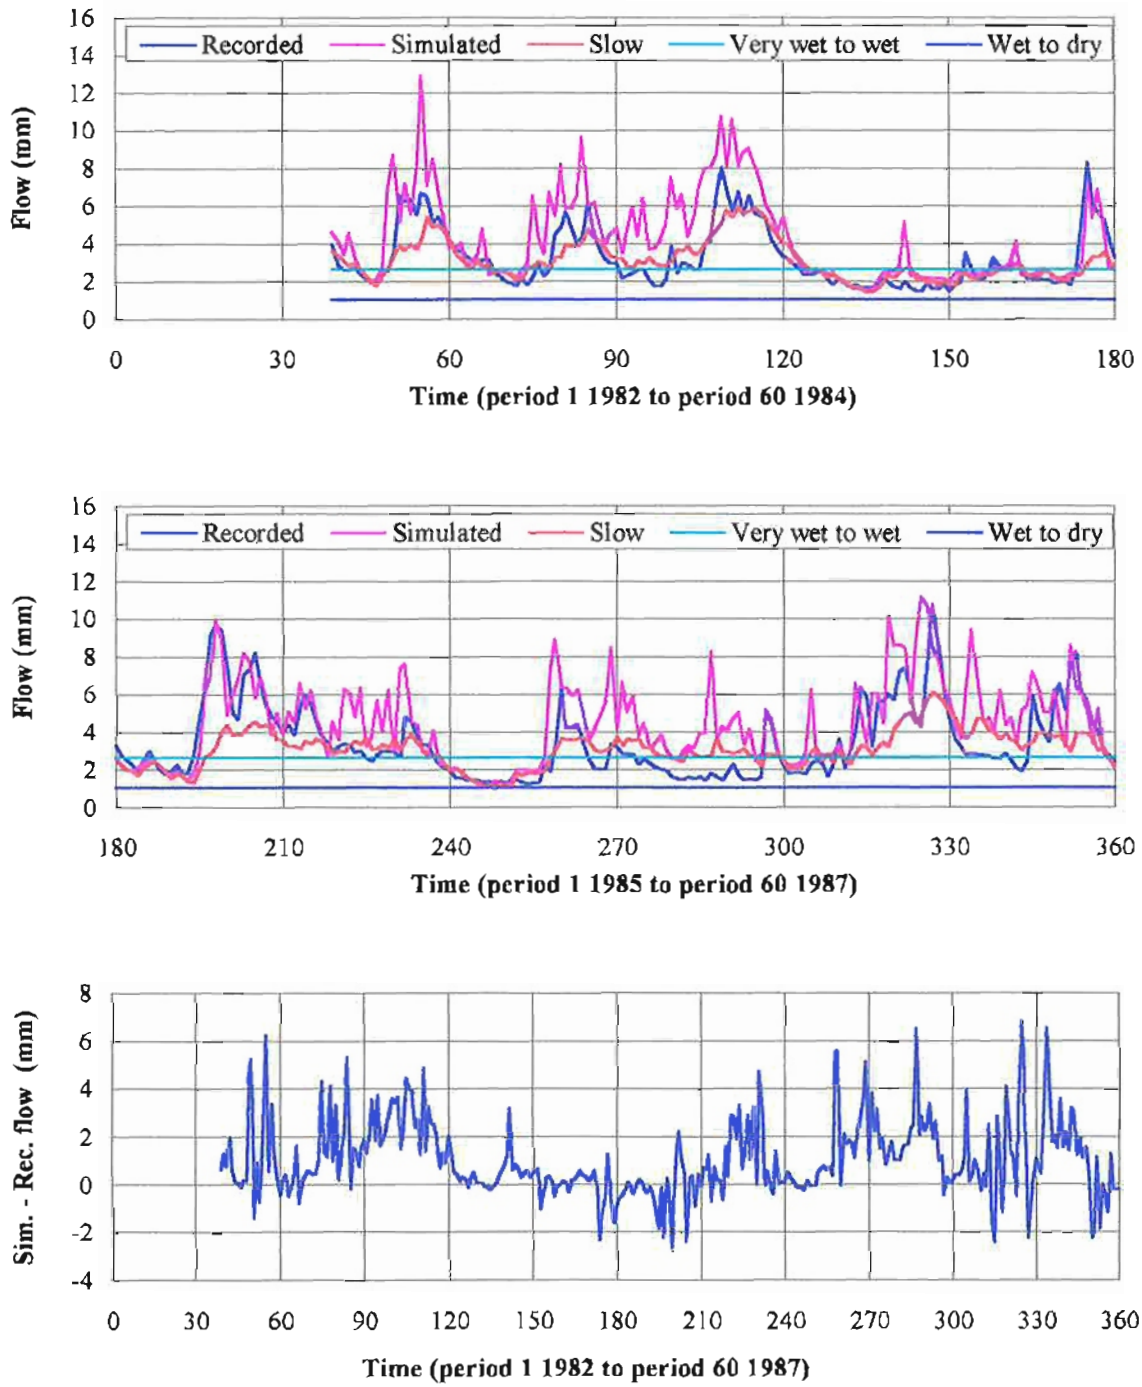 16
Recorded Simulated Slow Very wet to wet Wet to dry
14
12
10
8
6
4
2
0
Flow (mm)
0 30 60 90 120 150 180
Time (period 1 1982 to period 60 1984)
16
Recorded Simulated Slow Very wet to wet Wet to dry
14
12
10
8
6
4
2
0
Flow (mm)
180 210 240 270 300 330 360
Time (period 1 1985 to period 60 1987)
8
6
4
2
0
-2
-4
Sim. - Rec. flow (mm)
0 30 60 90 120 150 180 210 240 270 300 330 360
Time (period 1 1982 to period 60 1987)